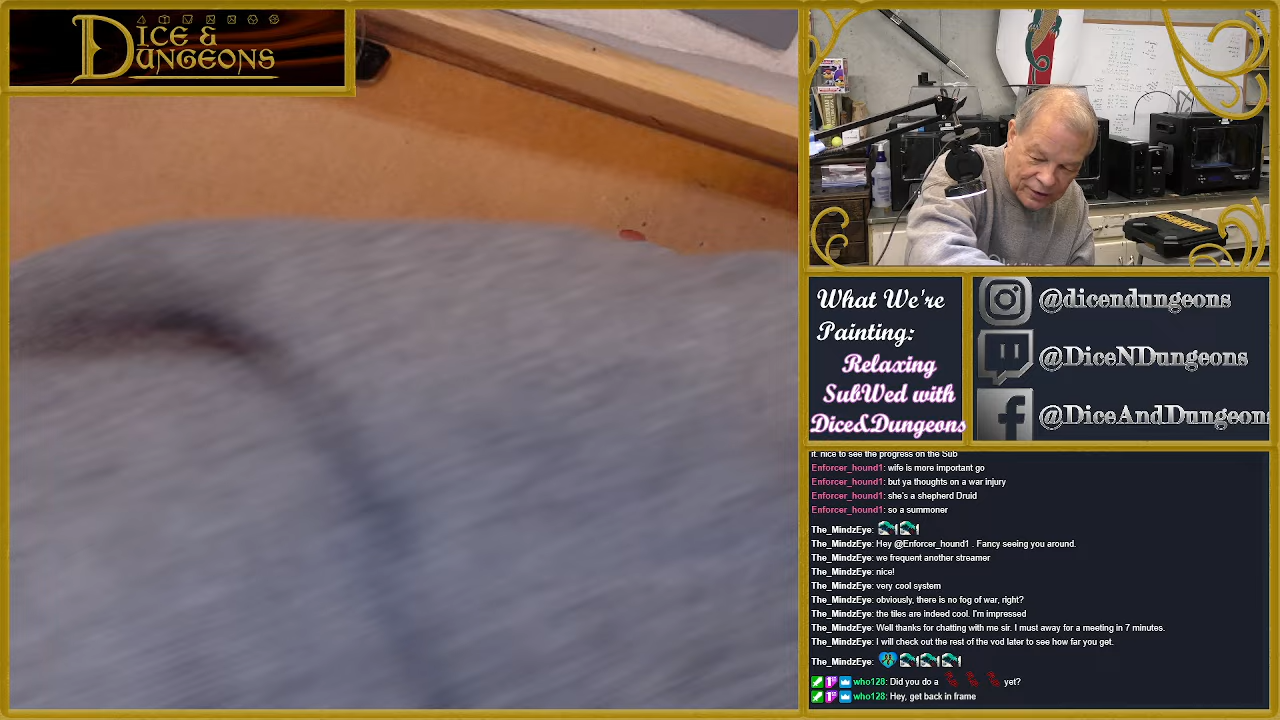 DICE &
DUNGEONS
What We're
Painting:
Relaxing
SubWed with
Dice&Dungeons
@dicendungeons
@DiceNDungeons
@DiceAndDungeons
it. nice to see the progress on the Sub
Enforcer_hound1: wife is more important go
Enforcer_hound1: but ya thoughts on a war injury
Enforcer_hound1: she's a shepherd Druid
Enforcer_hound1: so a summoner
The_MindzEye:
The_MindzEye: Hey @Enforcer_hound1 . Fancy seeing you around.
The_MindzEye: we frequent another streamer
The_MindzEye: nice!
The_MindzEye: very cool system
The_MindzEye: obviously, there is no fog of war, right?
The_MindzEye: the tiles are indeed cool. I'm impressed
The_MindzEye: Well thanks for chatting with me sir. I must away for a meeting in 7 minutes.
The_MindzEye: I will check out the rest of the vod later to see how far you get.
The_MindzEye:
who128: Did you do a yet?
who128: Hey, get back in frame